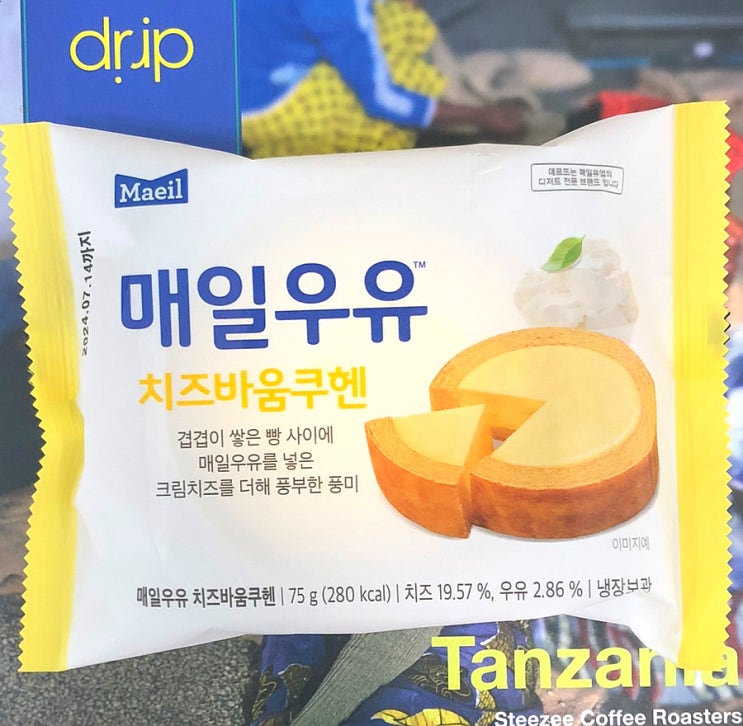 drip
Maeil
데르뜨는 매일유업의
디저트 전문 브랜드 입니다
2024.07.14까지
매일우유™
치즈바움쿠헨
겹겹이 쌓은 빵 사이에
매일우유를 넣은
크림치즈를 더해 풍부한 풍미
이미지예
매일우유 치즈바움쿠헨 | 75 g (280 kcal) | 치즈 19.57 %, 우유 2.86 % | 냉장보관
Tanzania
Steezee Coffee Roasters